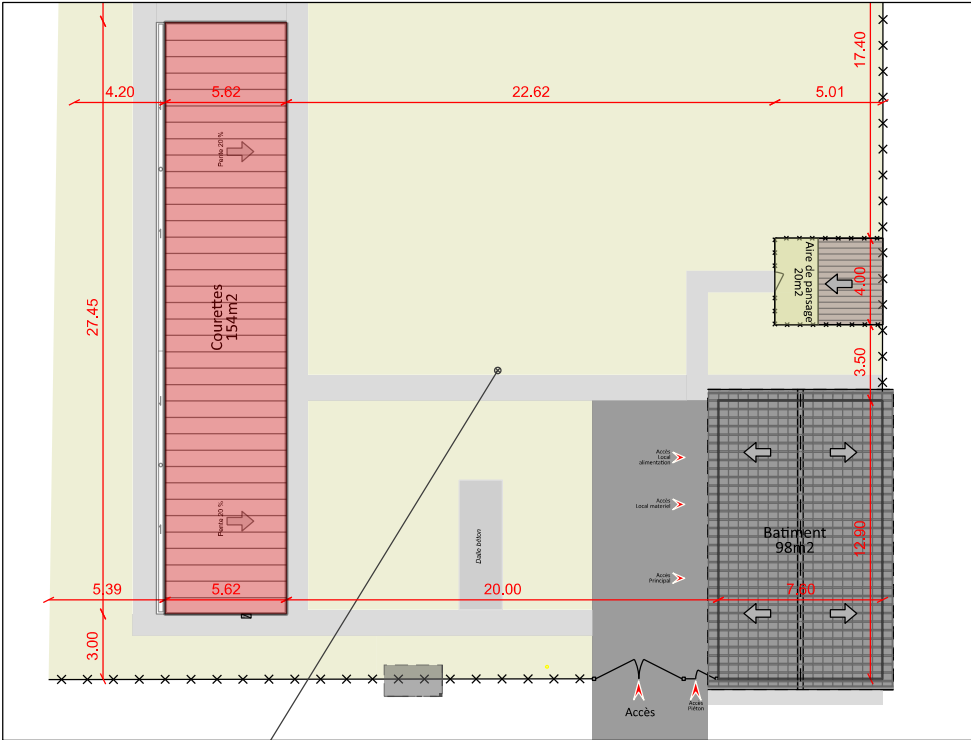 17.40
4.20
5.62
22.62
5.01
Pente 20 %
Aire de pansage
20m2
4.00
27.45
Courettes
154m2
3.50
Accès
Local
alimentation
Accès
Local materiel
Pente 20 %
Dalle béton
Batiment
98m2
12.90
Accès
Principal
5.39
5.62
20.00
7.60
3.00
Accès
Accès
Piéton